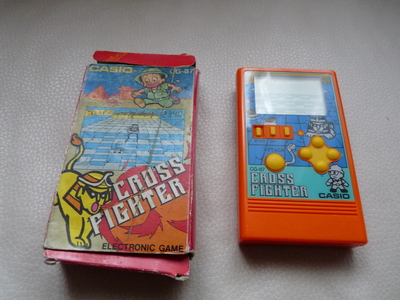 CASIO
CG-87
CROSS
FIGHTER
ELECTRONIC GAME
CG-87
CROSS
FIGHTER
CASIO